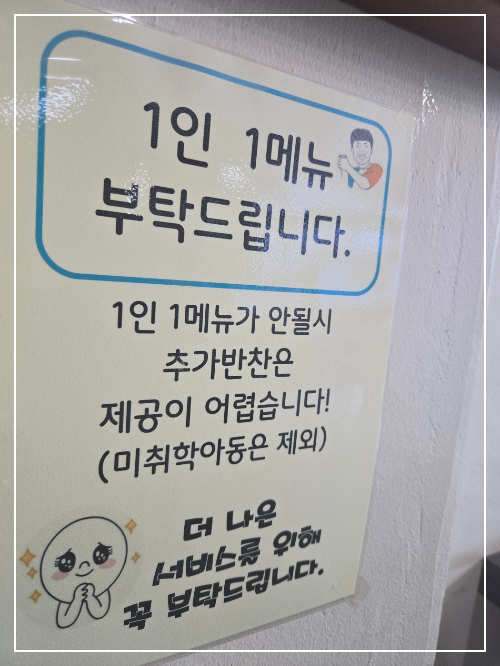 1인 1메뉴
부탁드립니다.
1인 1메뉴가 안될시
추가반찬은
제공이 어렵습니다!
(미취학아동은 제외)
더 나은
서비스를 위해
꼭 부탁드립니다.